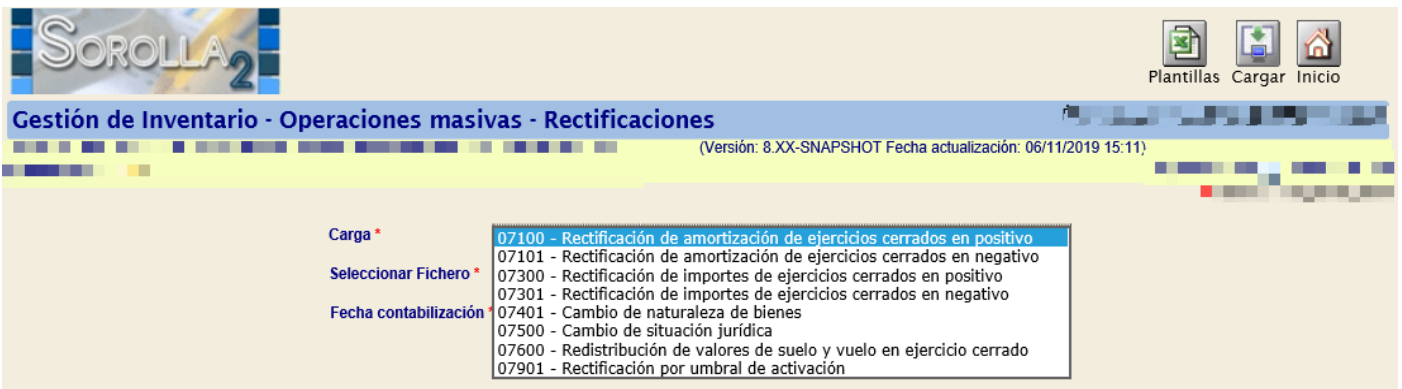 SOROLLA2
Plantillas Cargar Inicio
Gestión de Inventario - Operaciones masivas - Rectificaciones
(Versión: 8.XX-SNAPSHOT Fecha actualización: 06/11/2019 15:11)
Carga *
07100 - Rectificación de amortización de ejercicios cerrados en positivo
07101 - Rectificación de amortización de ejercicios cerrados en negativo
Seleccionar Fichero *
07300 - Rectificación de importes de ejercicios cerrados en positivo
07301 - Rectificación de importes de ejercicios cerrados en negativo
Fecha contabilización *
07401 - Cambio de naturaleza de bienes
07500 - Cambio de situación jurídica
07600 - Redistribución de valores de suelo y vuelo en ejercicio cerrado
07901 - Rectificación por umbral de activación